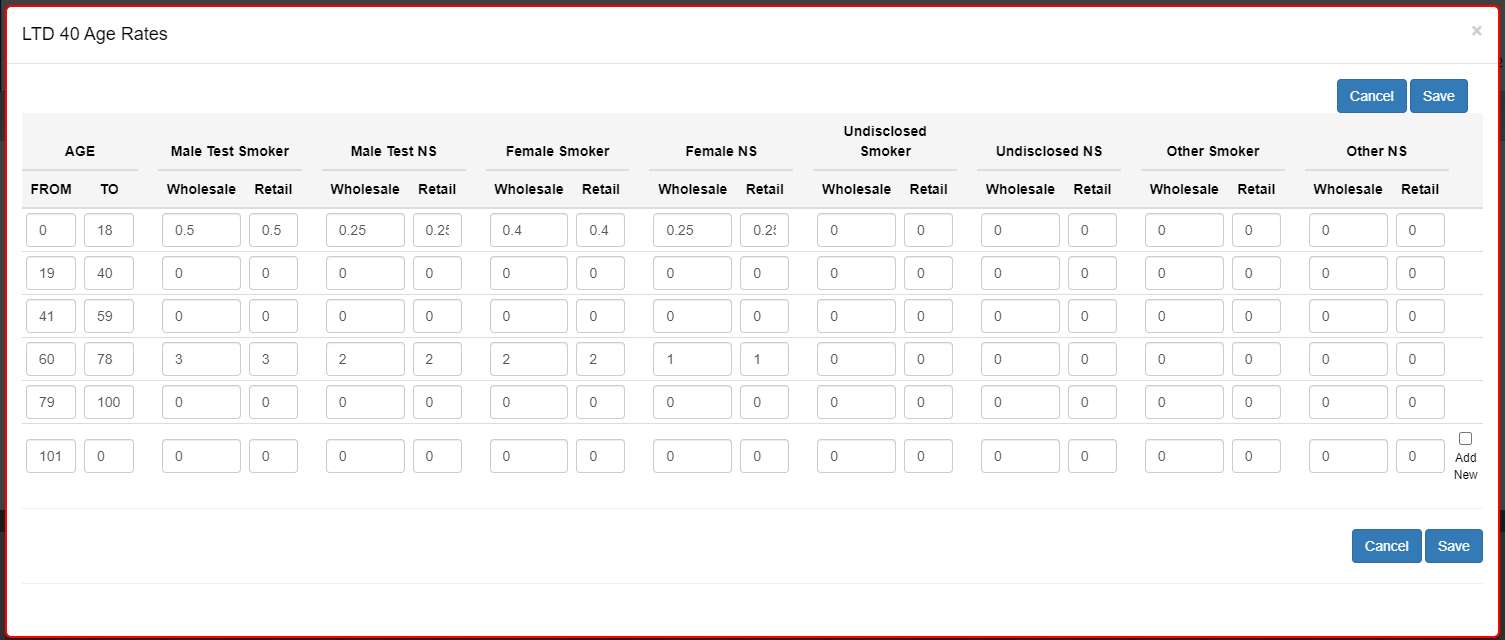 LTD 40 Age Rates ×
Cancel Save
Undisclosed
AGE Male Test Smoker Male Test NS Female Smoker Female NS Smoker Undisclosed NS Other Smoker Other NS
FROM TO Wholesale Retail Wholesale Retail Wholesale Retail Wholesale Retail Wholesale Retail Wholesale Retail Wholesale Retail Wholesale Retail
0 18 0.5 0.5 0.25 0.25 0.4 0.4 0.25 0.25 0 0 0 0 0 0 0 0
19 40 0 0 0 0 0 0 0 0 0 0 0 0 0 0 0 0
41 59 0 0 0 0 0 0 0 0 0 0 0 0 0 0 0 0
60 78 3 3 2 2 2 2 1 1 0 0 0 0 0 0 0 0
79 100 0 0 0 0 0 0 0 0 0 0 0 0 0 0 0 0
101 0 0 0 0 0 0 0 0 0 0 0 0 0 0 0 0 0
Add
New
Cancel Save